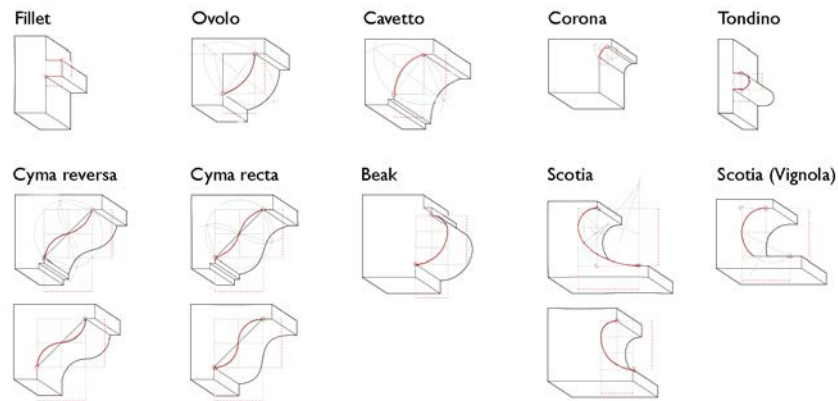 Fillet
Ovolo
Cavetto
Corona
Tondino
Cyma reversa
Cyma recta
Beak
Scotia
Scotia (Vignola)